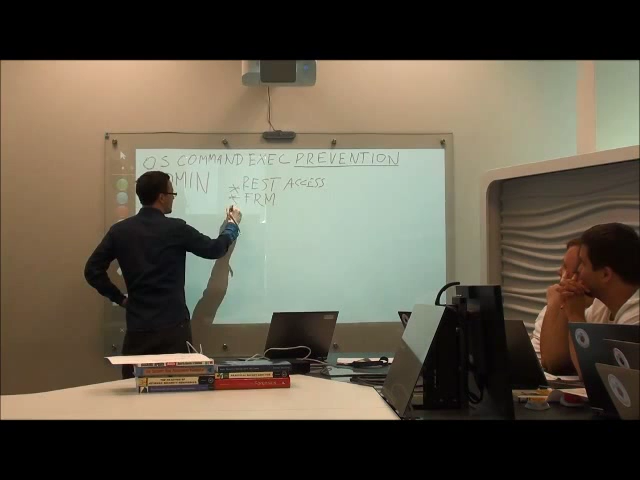 OS COMMAND EXEC PREVENTION
MIN
* REST ACCESS
* FRM